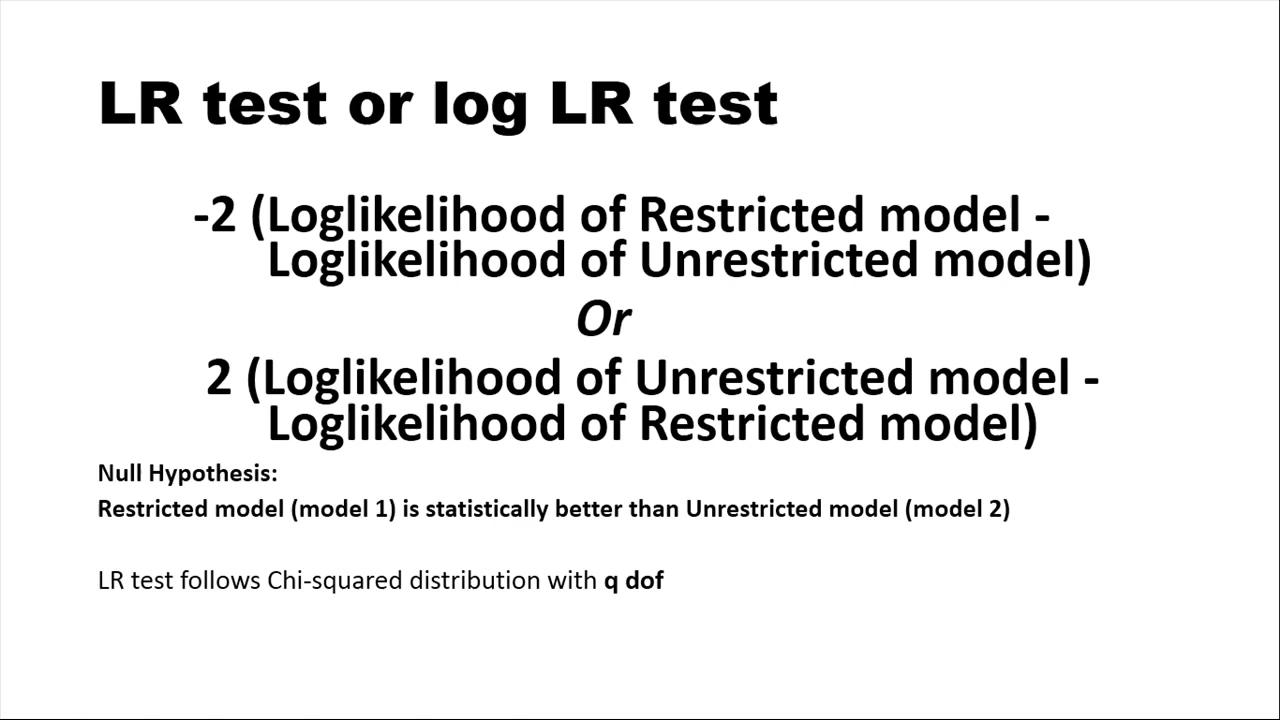 LR test or log LR test
-2 (Loglikelihood of Restricted model -
Loglikelihood of Unrestricted model)
Or
2 (Loglikelihood of Unrestricted model -
Loglikelihood of Restricted model)
Null Hypothesis:
Restricted model (model 1) is statistically better than Unrestricted model (model 2)
LR test follows Chi-squared distribution with q dof